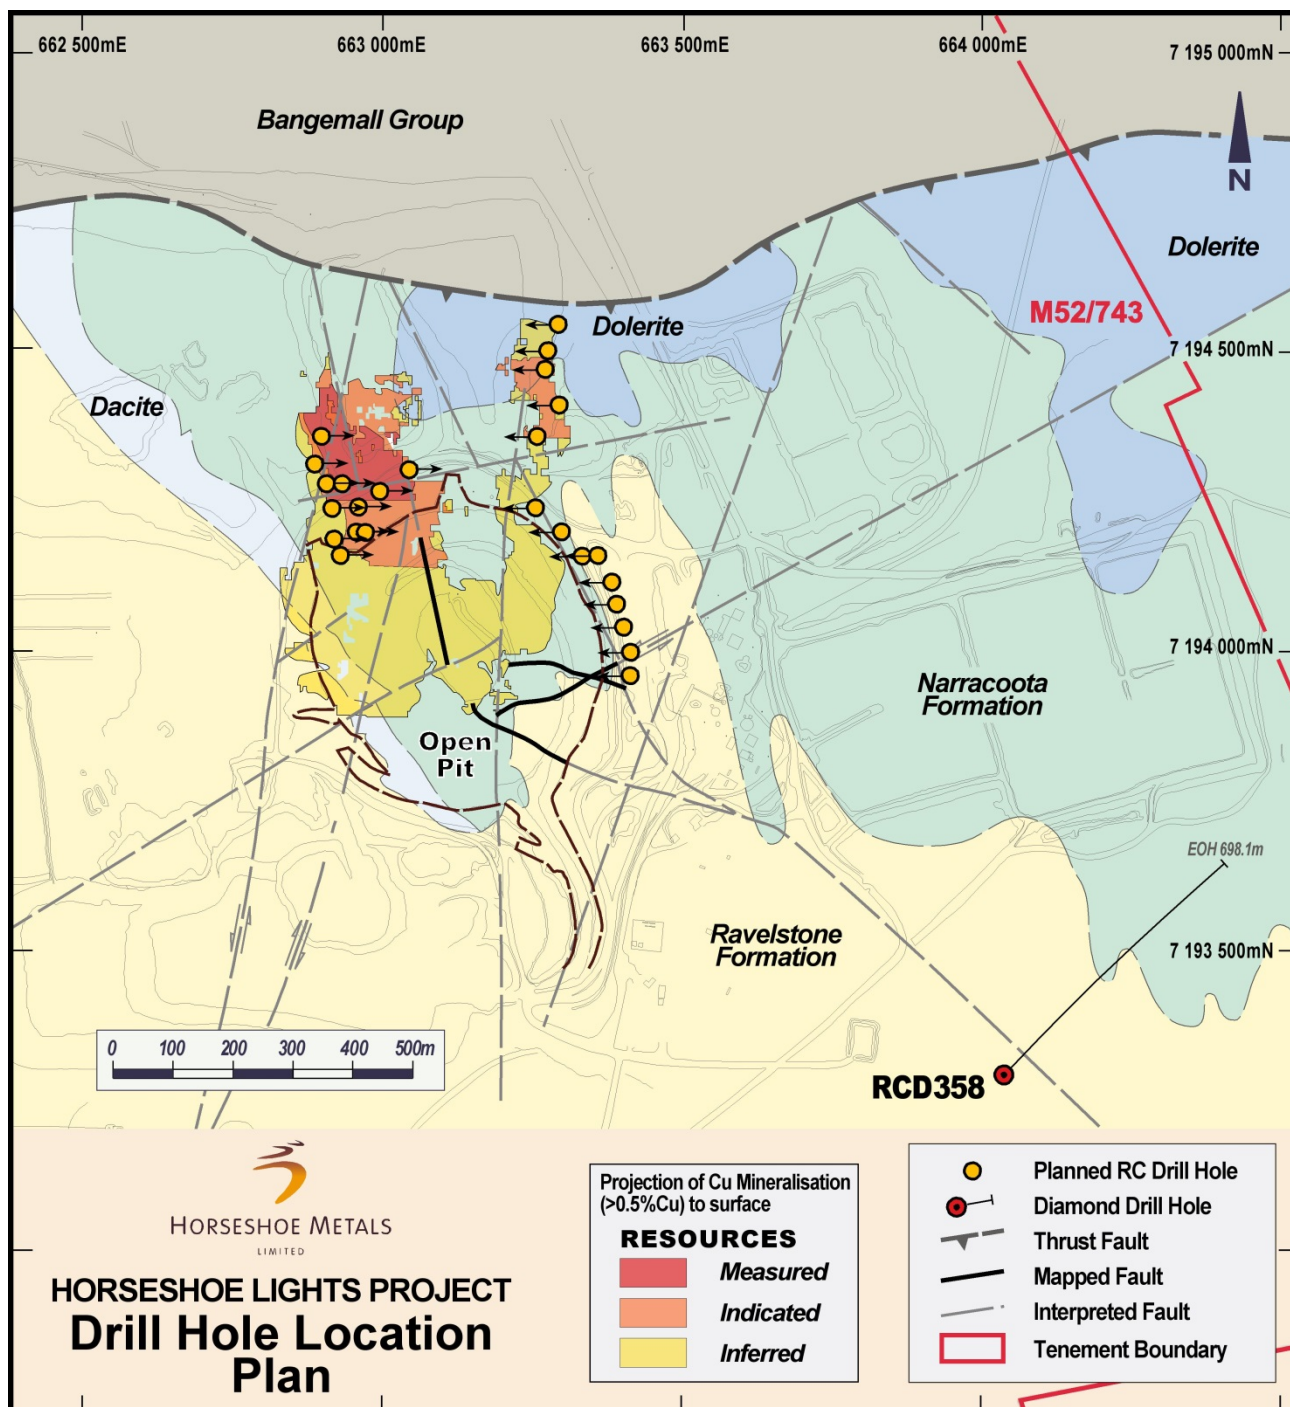 662 500mE
663 000mE
663 500mE
664 000mE
7 195 000mN
Bangemall Group
N
Dolerite
M52/743
Dolerite
7 194 500mN
Dacite
7 194 000mN
Narracoota
Formation
Open
Pit
EOH 698.1m
Ravelstone
Formation
7 193 500mN
0 100 200 300 400 500m
RCD358
HORSESHOE METALS
LIMITED
HORSESHOE LIGHTS PROJECT
Drill Hole Location
Plan
Projection of Cu Mineralisation
(>0.5%Cu) to surface
RESOURCES
Measured
Indicated
Inferred
Planned RC Drill Hole
Diamond Drill Hole
Thrust Fault
Mapped Fault
Interpreted Fault
Tenement Boundary